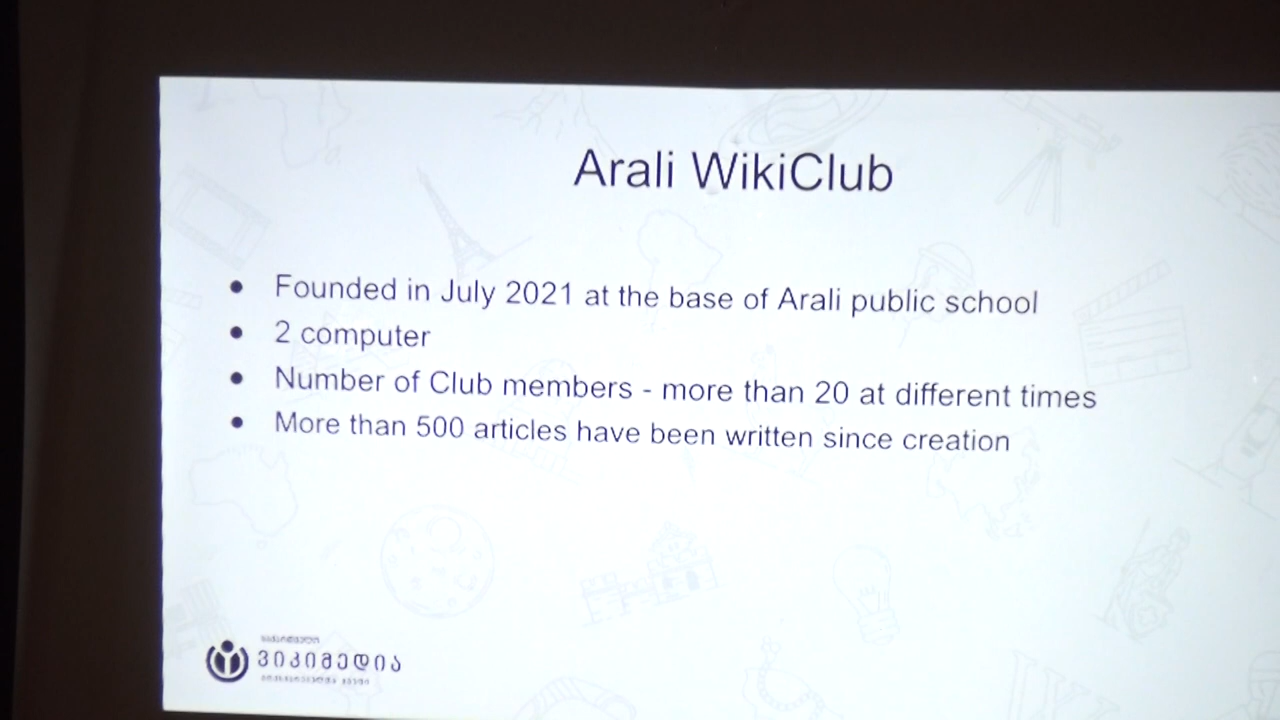 Arali WikiClub
● Founded in July 2021 at the base of Arali public school
● 2 computer
● Number of Club members - more than 20 at different times
● More than 500 articles have been written since creation
ვიკიმედია